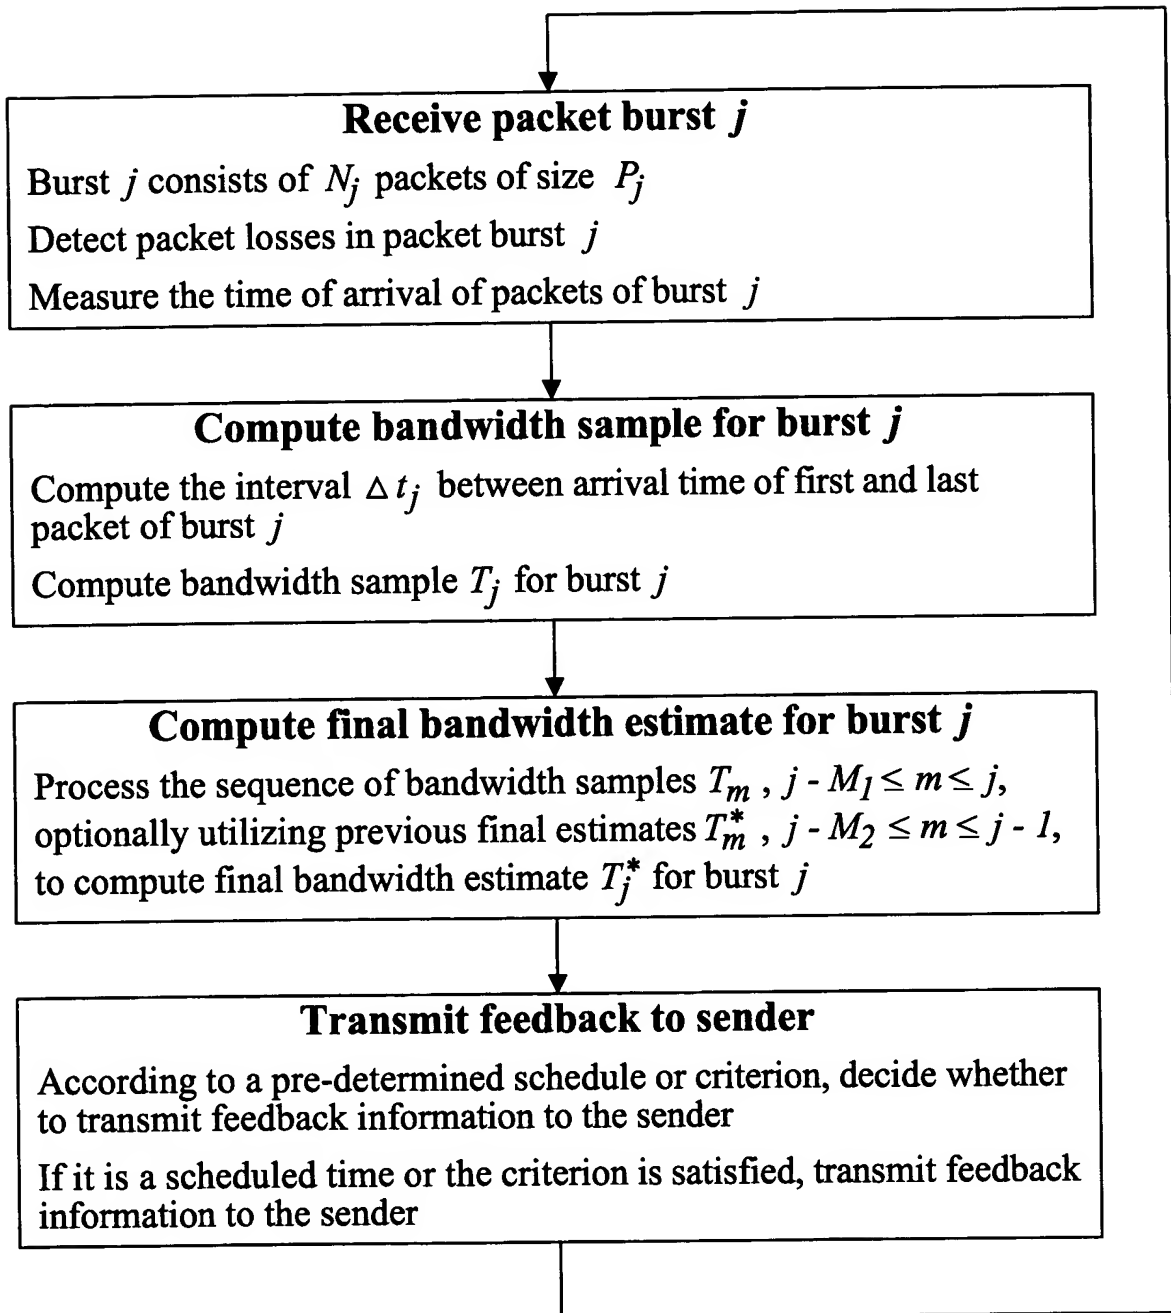 Receive packet burst j
Burst j consists of N_j packets of size P_j
Detect packet losses in packet burst j
Measure the time of arrival of packets of burst j
Compute bandwidth sample for burst j
Compute the interval Δ t_j between arrival time of first and last
packet of burst j
Compute bandwidth sample T_j for burst j
Compute final bandwidth estimate for burst j
Process the sequence of bandwidth samples T_m , j - M_1 ≤ m ≤ j,
optionally utilizing previous final estimates T_m^* , j - M_2 ≤ m ≤ j - 1,
to compute final bandwidth estimate T_j^* for burst j
Transmit feedback to sender
According to a pre-determined schedule or criterion, decide whether
to transmit feedback information to the sender
If it is a scheduled time or the criterion is satisfied, transmit feedback
information to the sender